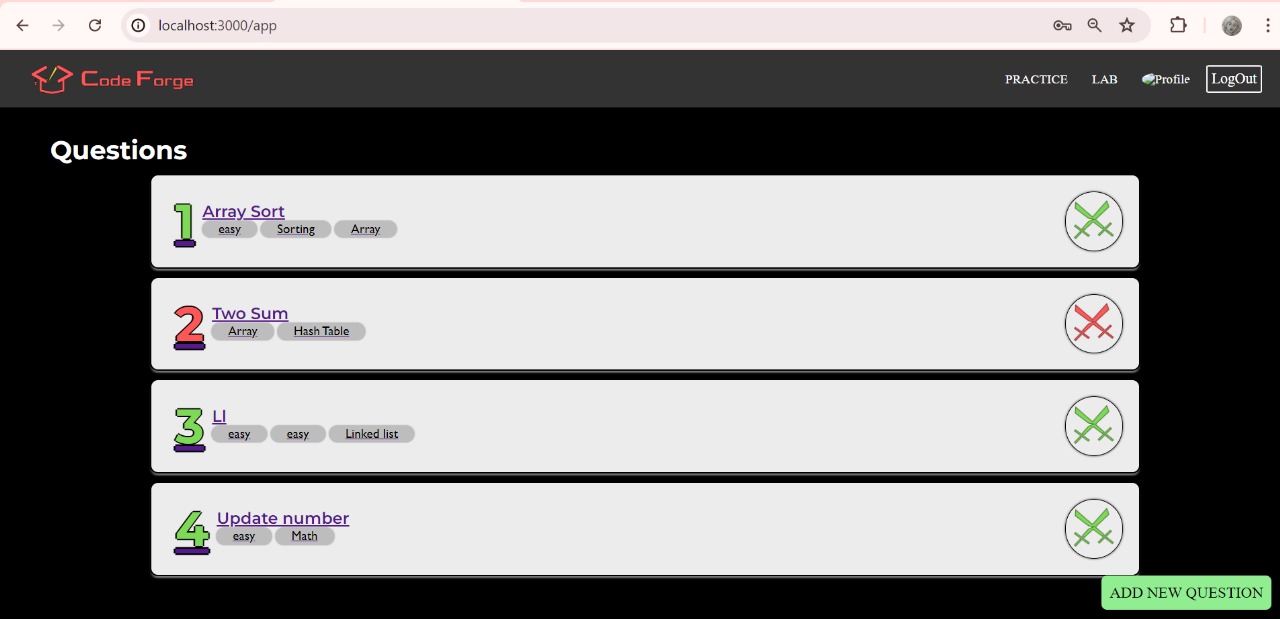 localhost:3000/app
Code Forge PRACTICE LAB Profile LogOut
Questions
1 Array Sort
easy Sorting Array
2 Two Sum
Array Hash Table
3 Ll
easy easy Linked list
4 Update number
easy Math
ADD NEW QUESTION